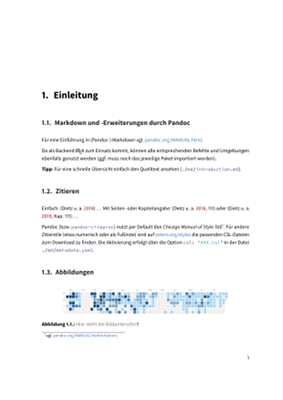 1. Einleitung
1.1. Markdown und -Erweiterungen durch Pandoc
Für eine Einführung in (Pandoc-) Markdown vgl. pandoc.org/MANUAL.html.
Da als Backend LaTeX zum Einsatz kommt, können alle entsprechenden Befehle und Umgebungen
ebenfalls genutzt werden (ggf. muss noch das jeweilige Paket importiert werden).
Tipp: Für eine schnelle Übersicht einfach den Quelltext ansehen (./md/introduction.md).
1.2. Zitieren
Einfach: (Dietz u. a. 2018) … Mit Seiten- oder Kapitelangabe: (Dietz u. a. 2018, 111) oder (Dietz u. a.
2018, Kap. 111) …
Pandoc (bzw. pandoc-citeproc) nutzt per Default den Chicago Manual of Style-Stil¹. Für andere
Zitierstile (etwa numerisch oder als Fußnote) sind auf zotero.org/styles die passenden CSL-Dateien
zum Download zu finden. Die Aktivierung erfolgt über die Option csl: "XXX.csl" in der Datei
./md/metadata.yaml.
1.3. Abbildungen
Abbildung 1.1.: Hier steht die Bildunterschrift
¹vgl. pandoc.org/MANUAL.html#citations
1